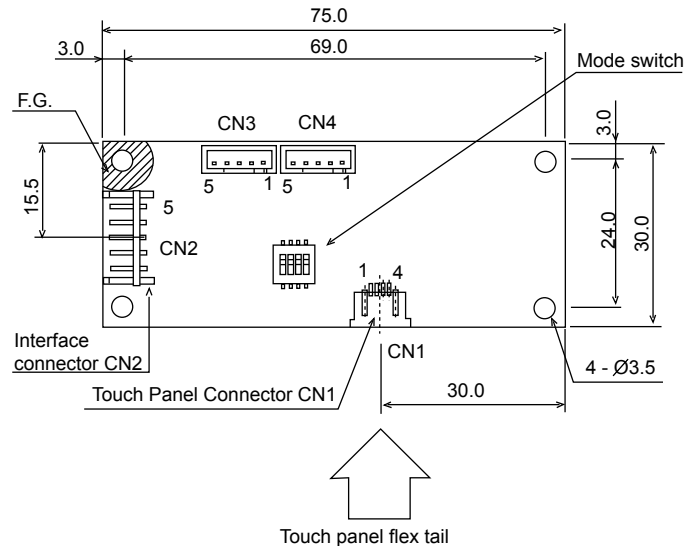 75.0
3.0
69.0
Mode switch
F.G.
CN3
CN4
3.0
5
1
5
1
15.5
5
CN2
24.0
30.0
1
4
Interface
connector CN2
CN1
4 - Ø3.5
Touch Panel Connector CN1
30.0
Touch panel flex tail